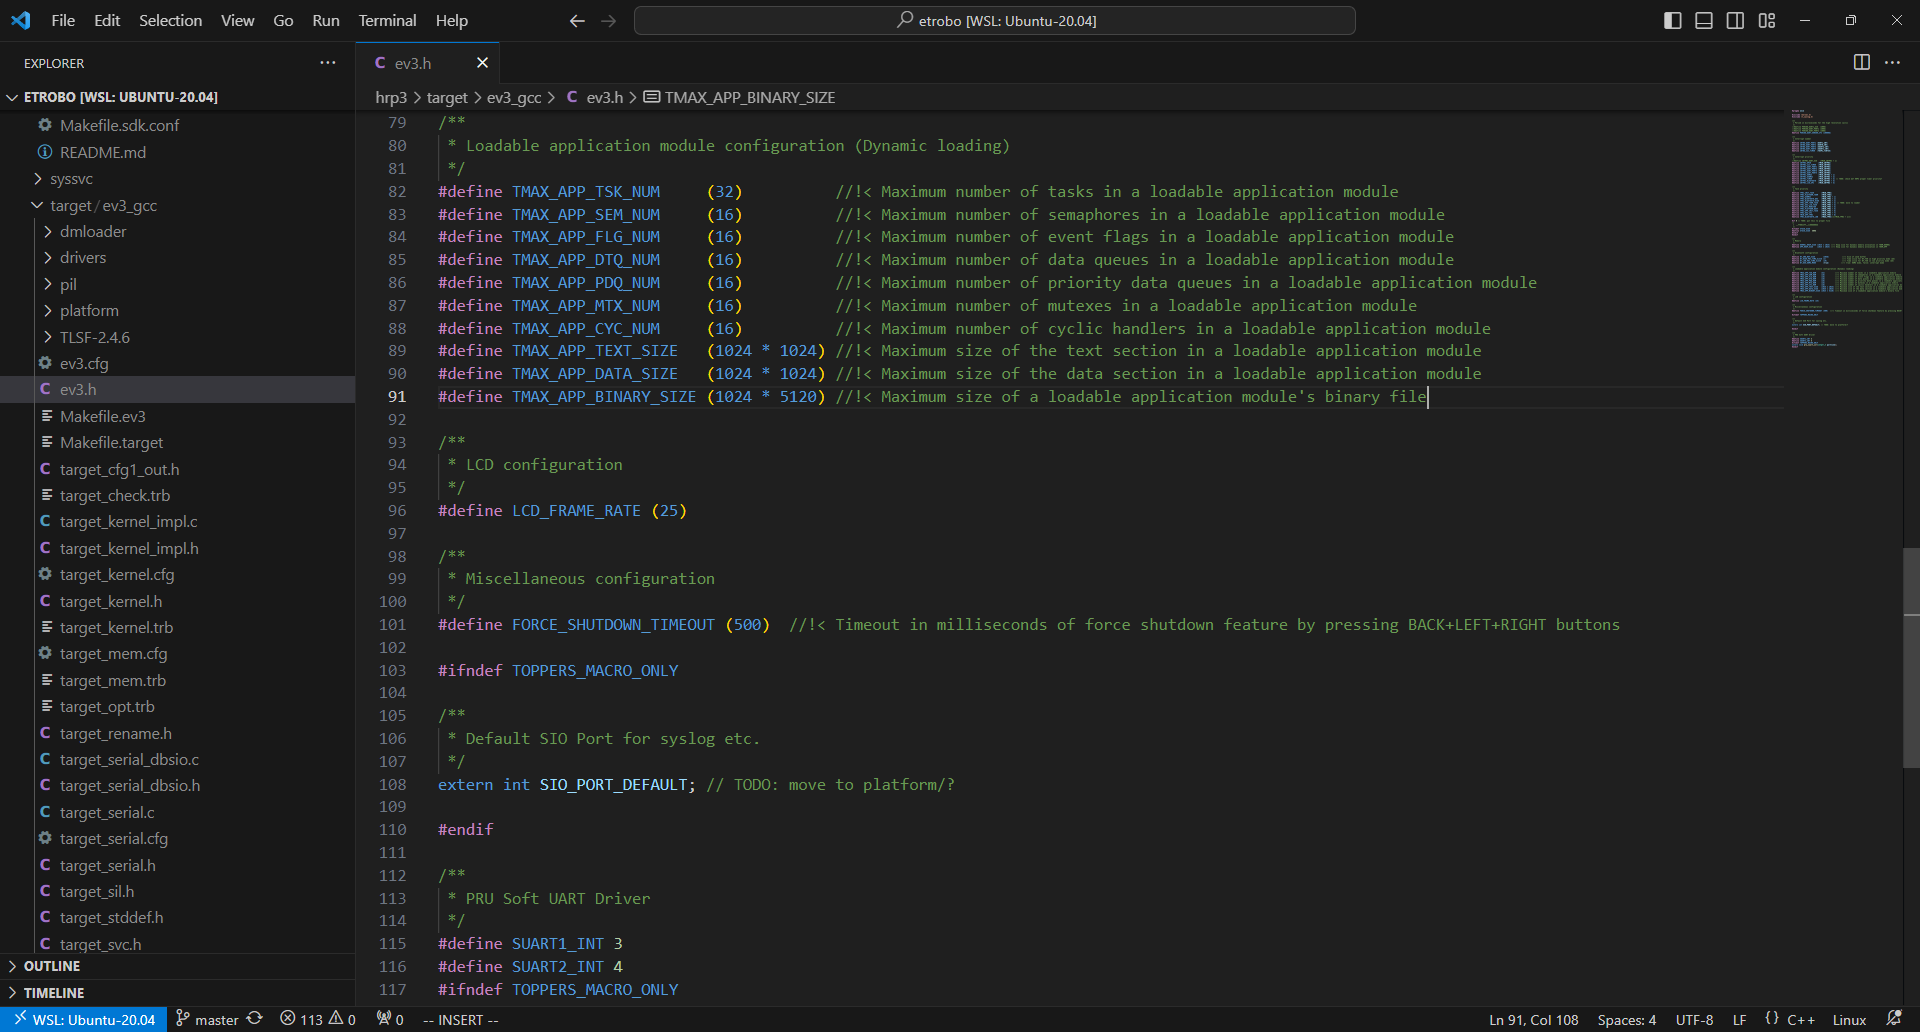 File Edit Selection View Go Run Terminal Help
etrobo [WSL: Ubuntu-20.04]
EXPLORER
ETROBO [WSL: UBUNTU-20.04]
Makefile.sdk.conf
README.md
syssvc
target / ev3_gcc
dmloader
drivers
pil
platform
TLSF-2.4.6
ev3.cfg
ev3.h
Makefile.ev3
Makefile.target
target_cfg1_out.h
target_check.trb
target_kernel_impl.c
target_kernel_impl.h
target_kernel.cfg
target_kernel.h
target_kernel.trb
target_mem.cfg
target_mem.trb
target_opt.trb
target_rename.h
target_serial_dbsio.c
target_serial_dbsio.h
target_serial.c
target_serial.cfg
target_serial.h
target_sil.h
target_stddef.h
target_svc.h
OUTLINE
TIMELINE
C ev3.h
hrp3 > target > ev3_gcc > C ev3.h > TMAX_APP_BINARY_SIZE
79 /**
80 * Loadable application module configuration (Dynamic loading)
81 */
82 #define TMAX_APP_TSK_NUM (32) //!< Maximum number of tasks in a loadable application module
83 #define TMAX_APP_SEM_NUM (16) //!< Maximum number of semaphores in a loadable application module
84 #define TMAX_APP_FLG_NUM (16) //!< Maximum number of event flags in a loadable application module
85 #define TMAX_APP_DTQ_NUM (16) //!< Maximum number of data queues in a loadable application module
86 #define TMAX_APP_PDQ_NUM (16) //!< Maximum number of priority data queues in a loadable application module
87 #define TMAX_APP_MTX_NUM (16) //!< Maximum number of mutexes in a loadable application module
88 #define TMAX_APP_CYC_NUM (16) //!< Maximum number of cyclic handlers in a loadable application module
89 #define TMAX_APP_TEXT_SIZE (1024 * 1024) //!< Maximum size of the text section in a loadable application module
90 #define TMAX_APP_DATA_SIZE (1024 * 1024) //!< Maximum size of the data section in a loadable application module
91 #define TMAX_APP_BINARY_SIZE (1024 * 5120) //!< Maximum size of a loadable application module's binary file
92
93 /**
94 * LCD configuration
95 */
96 #define LCD_FRAME_RATE (25)
97
98 /**
99 * Miscellaneous configuration
100 */
101 #define FORCE_SHUTDOWN_TIMEOUT (500) //!< Timeout in milliseconds of force shutdown feature by pressing BACK+LEFT+RIGHT buttons
102
103 #ifndef TOPPERS_MACRO_ONLY
104
105 /**
106 * Default SIO Port for syslog etc.
107 */
108 extern int SIO_PORT_DEFAULT; // TODO: move to platform/?
109
110 #endif
111
112 /**
113 * PRU Soft UART Driver
114 */
115 #define SUART1_INT 3
116 #define SUART2_INT 4
117 #ifndef TOPPERS_MACRO_ONLY
WSL: Ubuntu-20.04 master 113 0 0 -- INSERT -- Ln 91, Col 108 Spaces: 4 UTF-8 LF {} C++ Linux